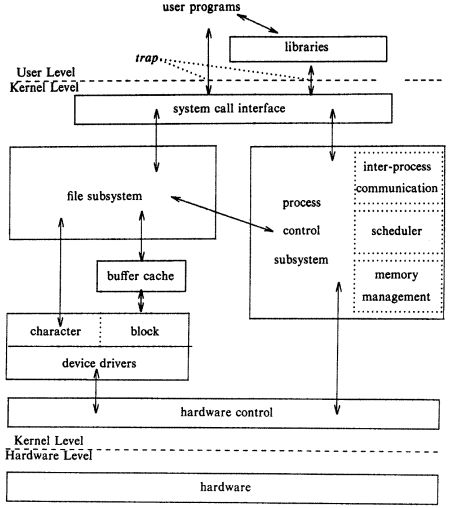 user programs
libraries
trap
User Level
Kernel Level
system call interface
file subsystem
process
control
subsystem
inter-process
communication
scheduler
memory
management
buffer cache
character
block
device drivers
hardware control
Kernel Level
Hardware Level
hardware